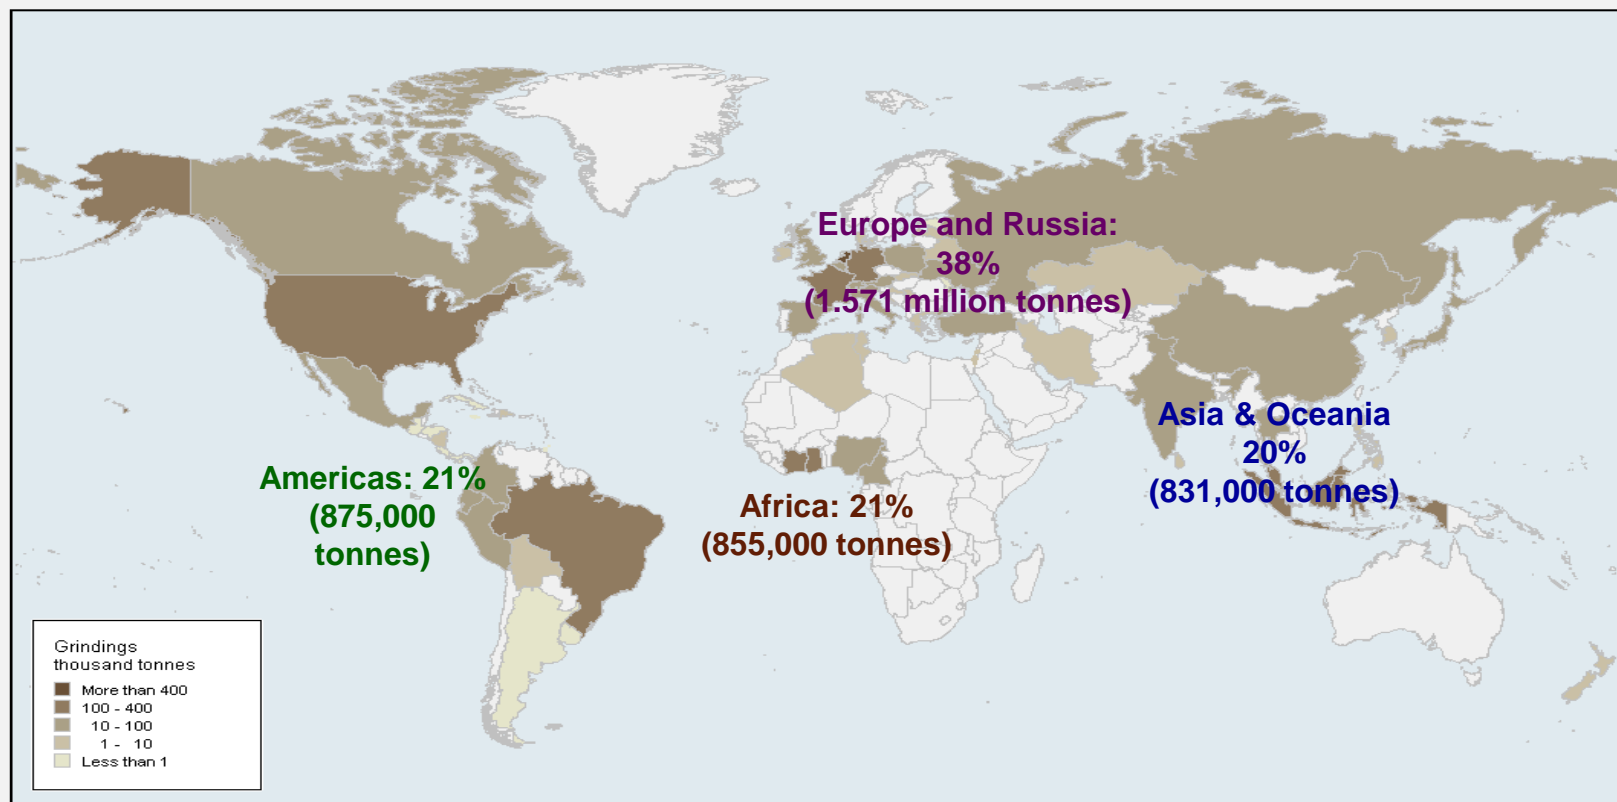 Europe and Russia:
38%
(1.571 million tonnes)
Asia & Oceania
20%
(831,000 tonnes)
Americas: 21%
(875,000
tonnes)
Africa: 21%
(855,000 tonnes)
Grindings
thousand tonnes
More than 400
100 - 400
10 - 100
1 - 10
Less than 1